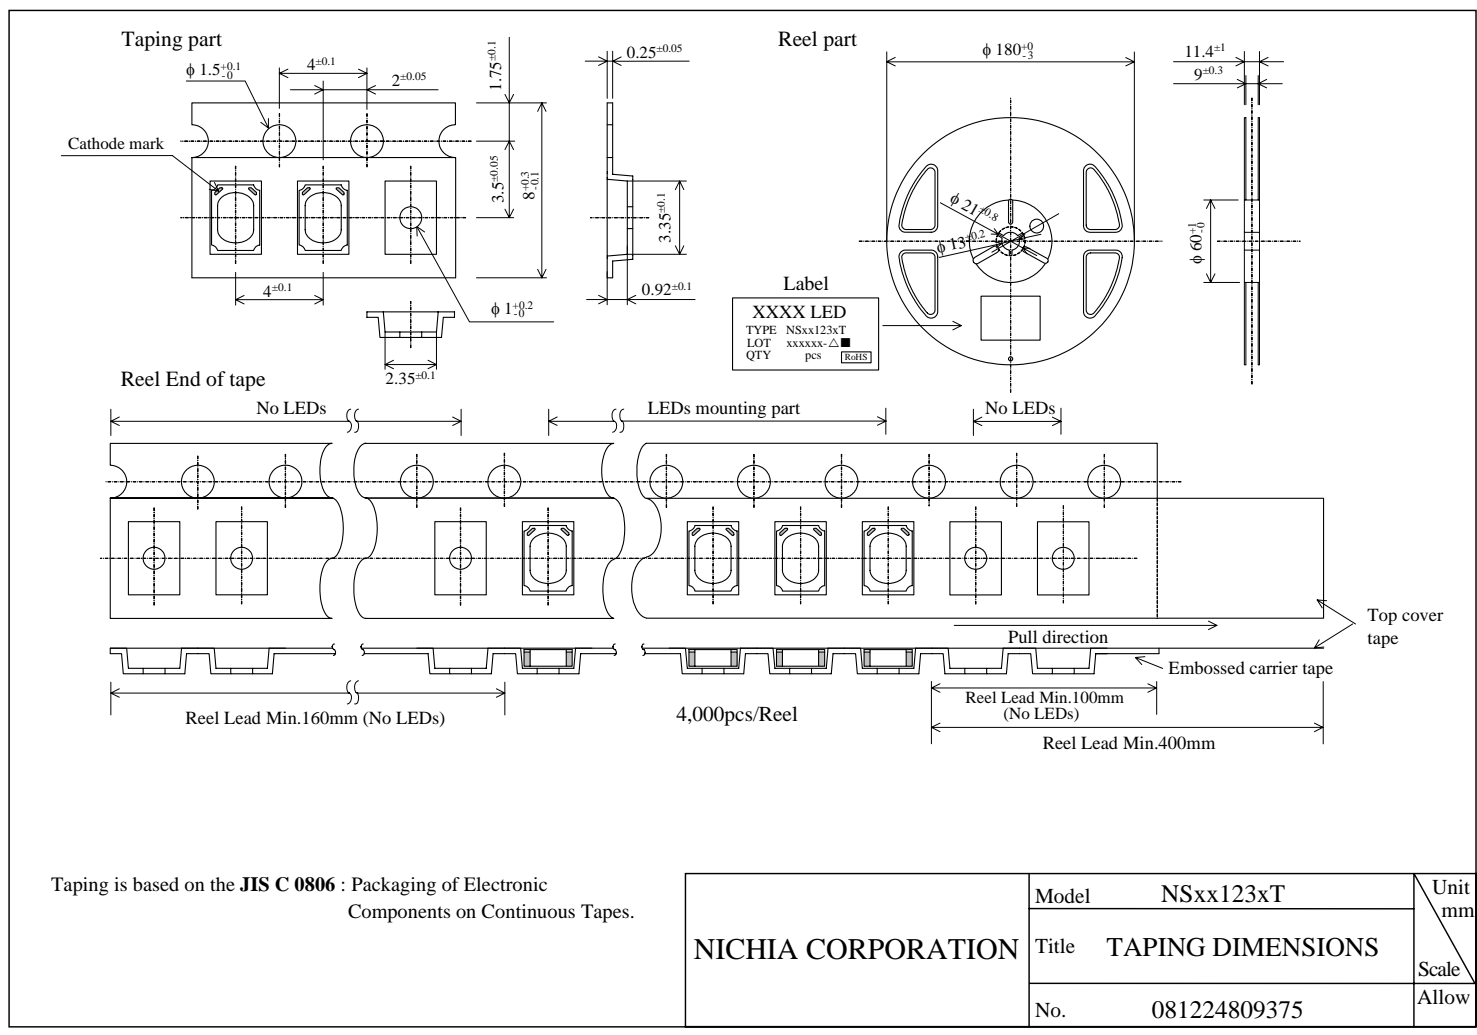 Taping part
Reel part
ϕ 1.5+0.1-0
4±0.1
2±0.05
1.75±0.1
0.25±0.05
ϕ 180+0-3
11.4±1
9±0.3
Cathode mark
3.5±0.05
8+0.3-0.1
3.35±0.1
ϕ 21±0.8
ϕ 13±0.2
ϕ 60+1-0
4±0.1
ϕ 1+0.2-0
0.92±0.1
2.35±0.1
Label
XXXX LED
TYPE NSxx123xT
LOT xxxxxx-△■
QTY pcs RoHS
Reel End of tape
No LEDs
LEDs mounting part
No LEDs
Top cover
tape
Pull direction
Embossed carrier tape
Reel Lead Min.160mm (No LEDs)
4,000pcs/Reel
Reel Lead Min.100mm
(No LEDs)
Reel Lead Min.400mm
Taping is based on the JIS C 0806 : Packaging of Electronic
Components on Continuous Tapes.
NICHIA CORPORATION
Model NSxx123xT
Title TAPING DIMENSIONS
No. 081224809375
Unit
mm
Scale
Allow